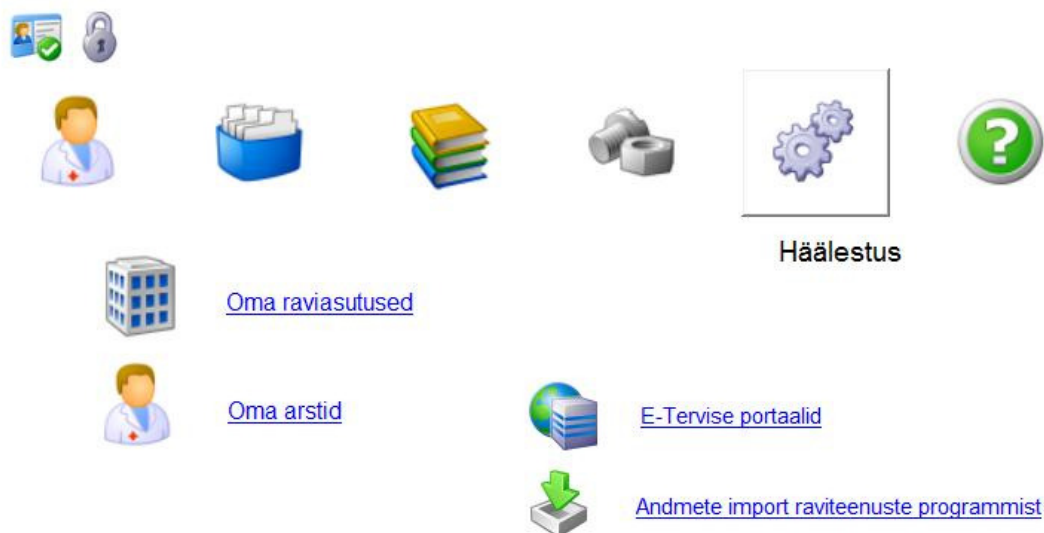 Häälestus
Oma raviasutused
Oma arstid
E-Tervise portaalid
Andmete import raviteenuste programmist